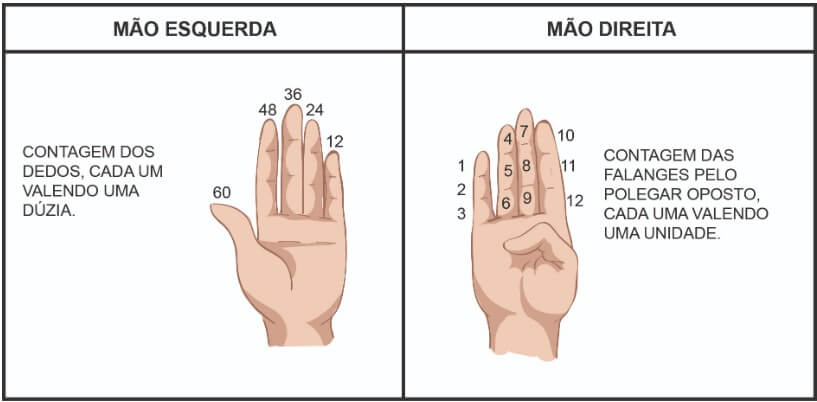 MÃO ESQUERDA
MÃO DIREITA
CONTAGEM DOS
DEDOS, CADA UM
VALENDO UMA
DÚZIA.
60
48
36
24
12
1
2
3
4
5
6
7
8
9
10
11
12
CONTAGEM DAS
FALANGES PELO
POLEGAR OPOSTO,
CADA UMA VALENDO
UMA UNIDADE.